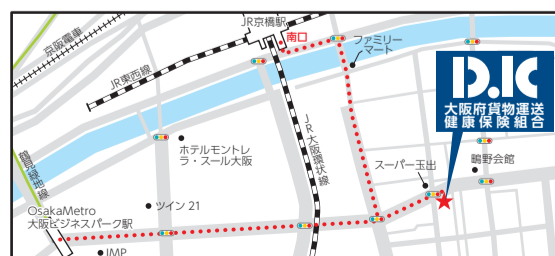 JR京橋駅
南口
京阪電車
ファミリー
マート
JR東西線
D.K
大阪府貨物運送
健康保険組合
ホテルモントレ
ラ・スール大阪
JR大阪環状線
スーパー玉出
鴫野会館
鶴見緑地線
OsakaMetro
大阪ビジネスパーク駅
ツイン21
IMP